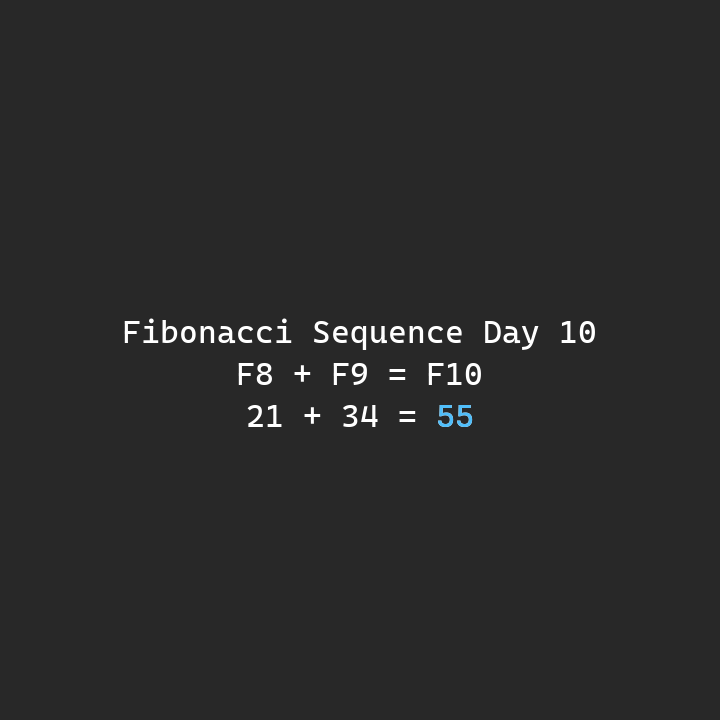 Fibonacci Sequence Day 10
F8 + F9 = F10
21 + 34 = 55